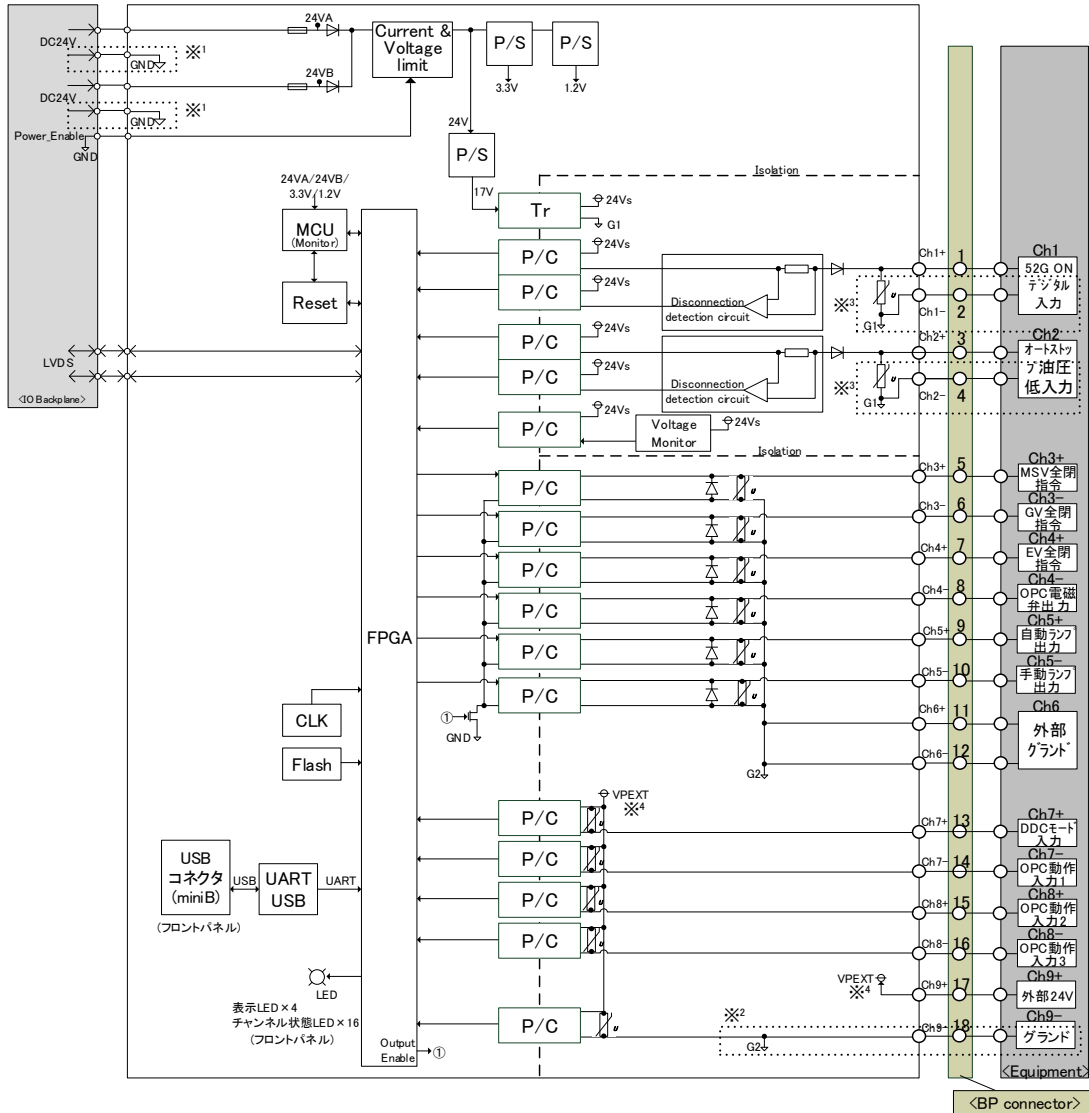 DC24V
GND
※1
DC24V
GND
※1
Power_Enable
GND
24VA
24VB
Current &
Voltage
limit
P/S
P/S
3.3V
1.2V
24V
P/S
17V
24VA/24VB/
3.3V/1.2V
MCU
(Monitor)
Reset
LVDS
<IO Backplane>
Isolation
Tr
24Vs
G1
P/C
24Vs
P/C
24Vs
Disconnection
detection circuit
※3
G1
P/C
24Vs
P/C
24Vs
Disconnection
detection circuit
※3
G1
P/C
24Vs
Voltage
Monitor
24Vs
Isolation
Ch1+
1
Ch1-
2
Ch2+
3
Ch2-
4
Ch1
52G ON
デジタル
入力
Ch2
オートストッ
プ油圧
低入力
P/C
P/C
P/C
P/C
P/C
P/C
Ch3+
5
Ch3-
6
Ch4+
7
Ch4-
8
Ch5+
9
Ch5-
10
Ch6+
11
Ch6-
12
G2
Ch3+
MSV全閉
指令
Ch3-
GV全閉
指令
Ch4+
EV全閉
指令
Ch4-
OPC電磁
弁出力
Ch5+
自動ランプ
出力
Ch5-
手動ランプ
出力
Ch6
外部
グランド
FPGA
CLK
Flash
①
GND
VPEXT
※4
P/C
P/C
P/C
P/C
P/C
Ch7+
13
Ch7-
14
Ch8+
15
Ch8-
16
VPEXT
※4
Ch9+
17
※2
G2
Ch9-
18
Ch7+
DDCモード
入力
Ch7-
OPC動作
入力1
Ch8+
OPC動作
入力2
Ch8-
OPC動作
入力3
Ch9+
外部24V
Ch9-
グランド
USB
コネクタ
(miniB)
USB
UART
USB
UART
(フロントパネル)
LED
表示LED×4
チャンネル状態LED×16
(フロントパネル)
Output
Enable
①
<Equipment>
<BP connector>